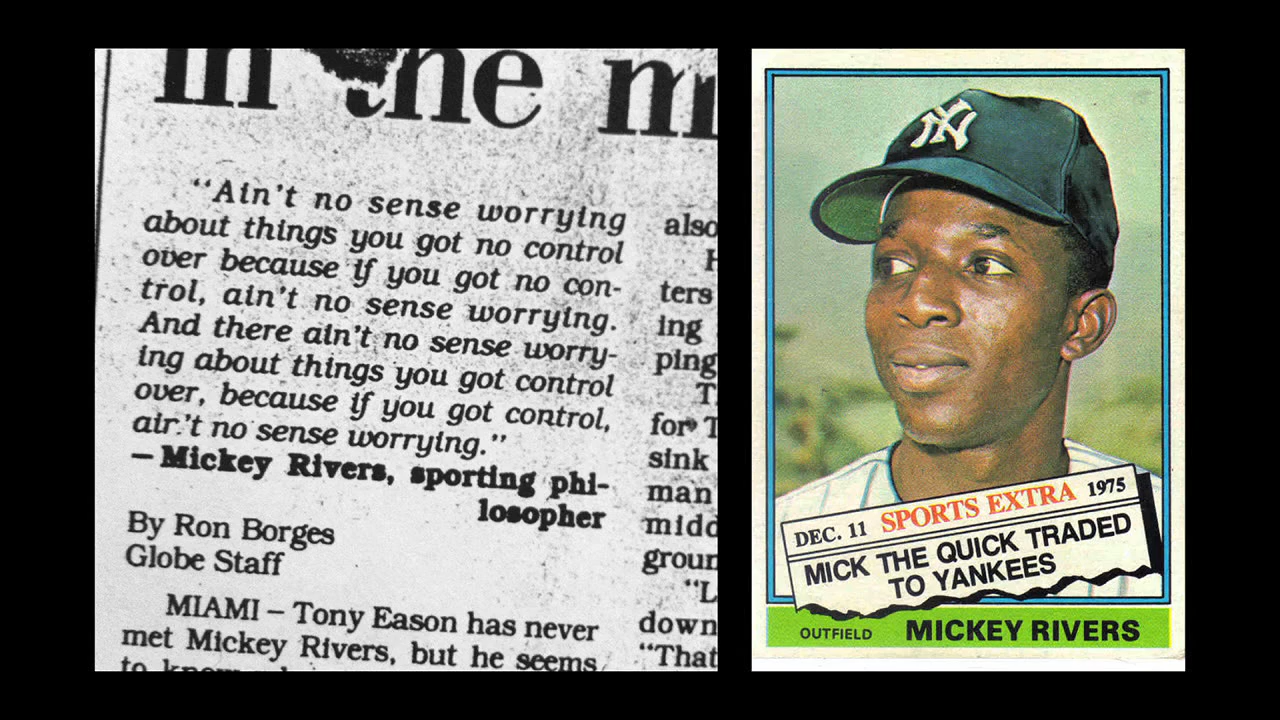 in the m
"Ain't no sense worrying
about things you got no control
over because if you got no con-
trol, ain't no sense worrying.
And there ain't no sense worry-
ing about things you got control
over, because if you got control,
ain't no sense worrying."
— Mickey Rivers, sporting phi-
losopher
By Ron Borges
Globe Staff
MIAMI – Tony Eason has never
met Mickey Rivers, but he seems
to
also
H
ters
ing
ping
T
for T
sink
man
midd
groun
"L
down
"That
NY
DEC. 11 SPORTS EXTRA 1975
MICK THE QUICK TRADED
TO YANKEES
OUTFIELD MICKEY RIVERS